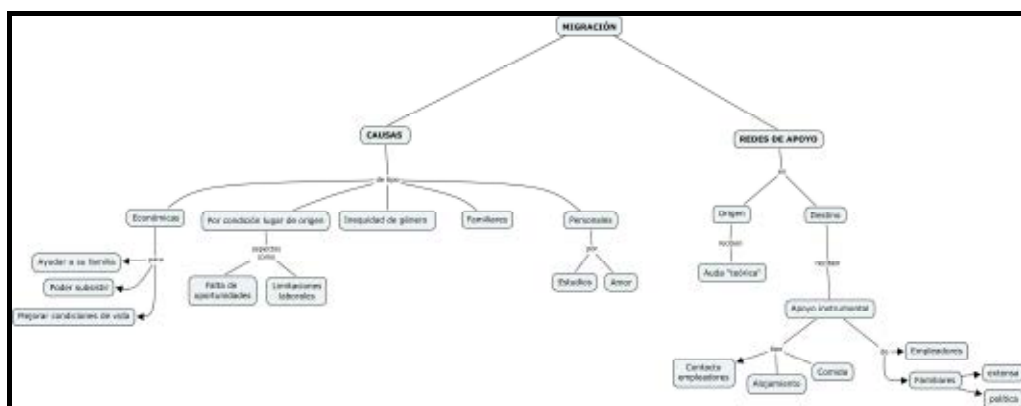 MIGRACIÓN
CAUSAS
REDES DE APOYO
de tipo
en
Económicas
Por condición lugar de origen
Inequidad de género
Familiares
Personales
Origen
Destino
para
aspectos
como
por
reciben
reciben
Ayudar a su familia
Poder subsistir
Mejorar condiciones de vida
Falta de
oportunidades
Limitaciones
laborales
Estudios
Amor
"teórica"
Apoyo instrumental
de
Contacto
empleadores
Alojamiento
Comida
Empleadores
Familiares
extensa
política